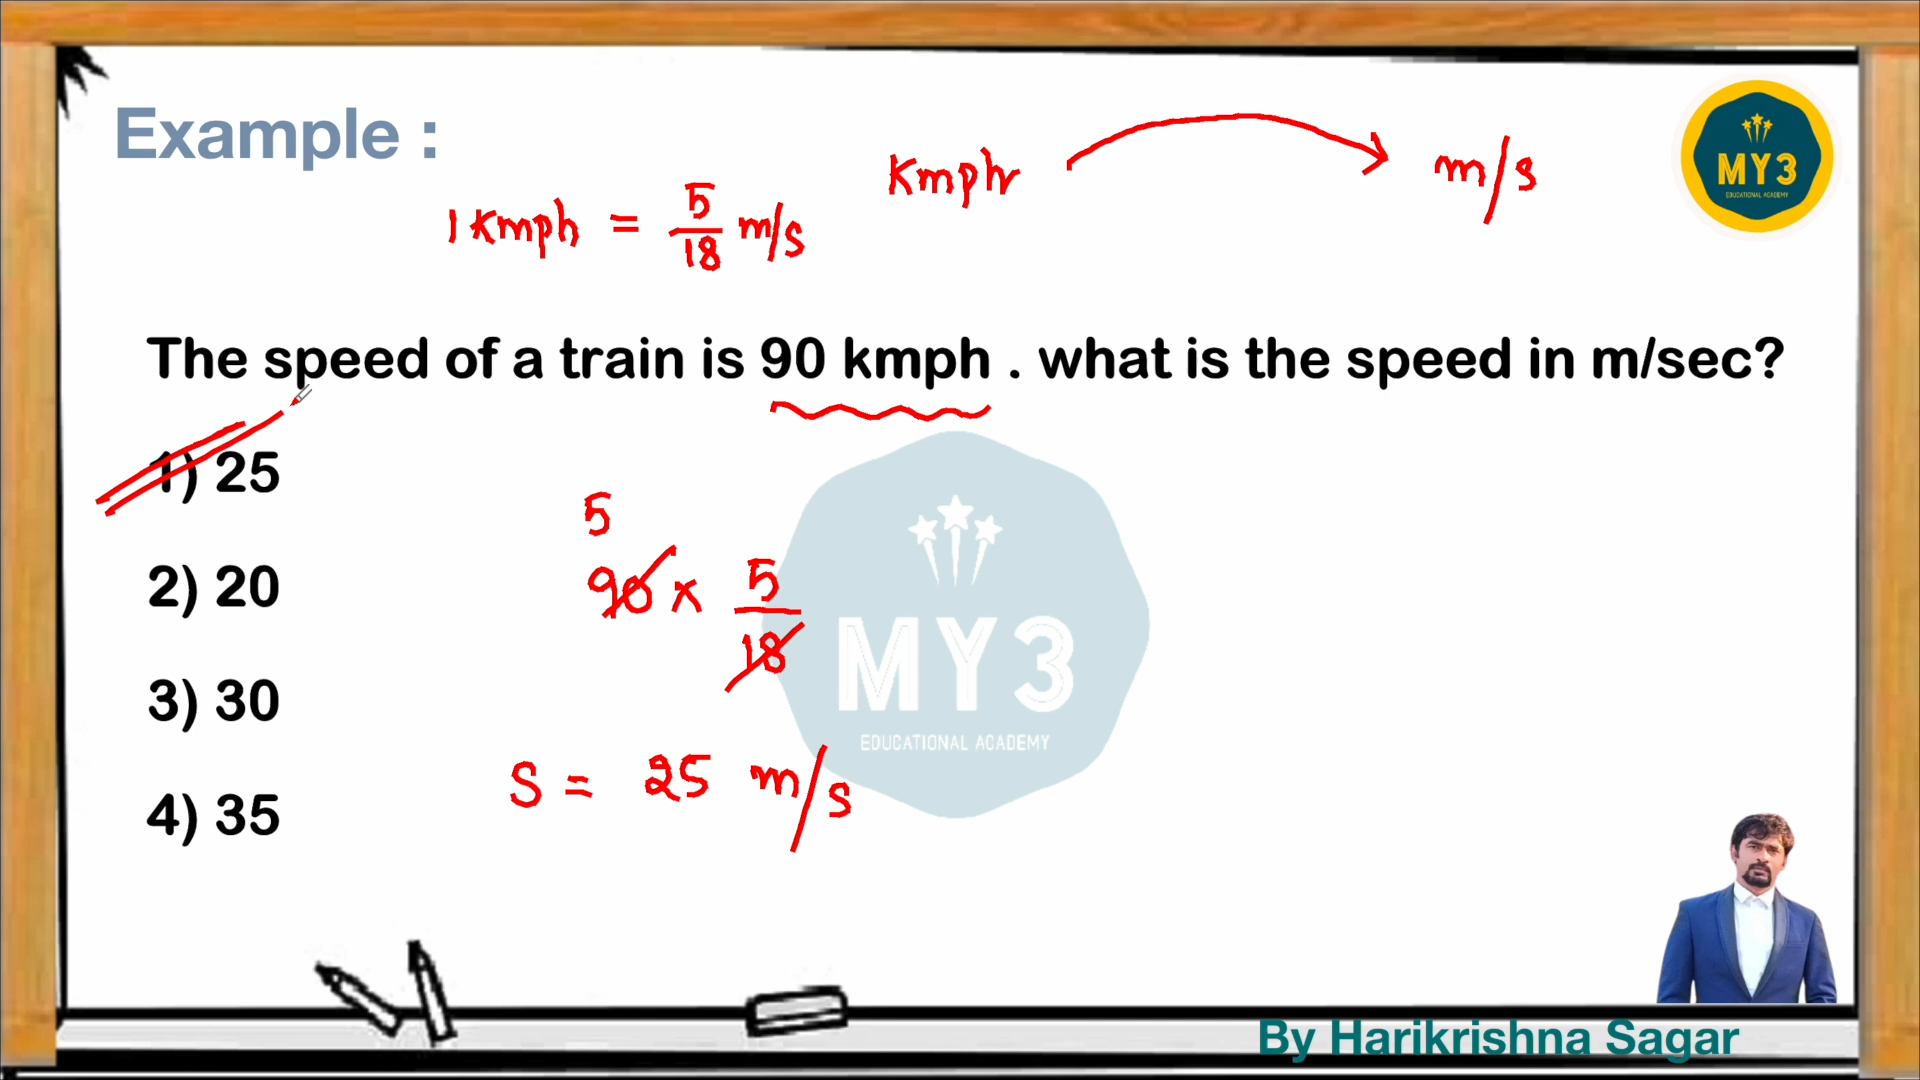 Example :
Kmph
m/s
MY3
EDUCATIONAL ACADEMY
1 Kmph = 5/18 m/s
The speed of a train is 90 kmph . what is the speed in m/sec?
1) 25
2) 20
3) 30
4) 35
5
90 x 5/18
S = 25 m/s
MY3
EDUCATIONAL ACADEMY
By Harikrishna Sagar